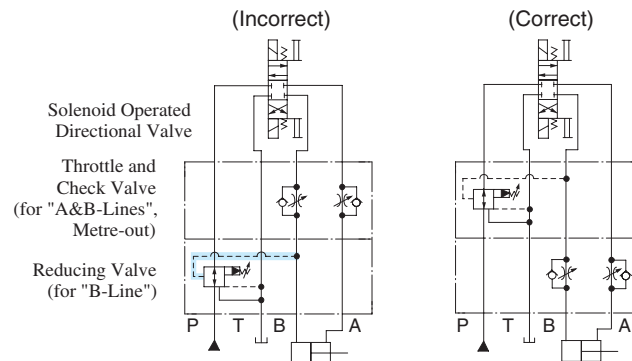 (Incorrect)
(Correct)
Solenoid Operated
Directional Valve
Throttle and
Check Valve
(for "A&B-Lines",
Metre-out)
Reducing Valve
(for "B-Line")
P T B A
P T B A